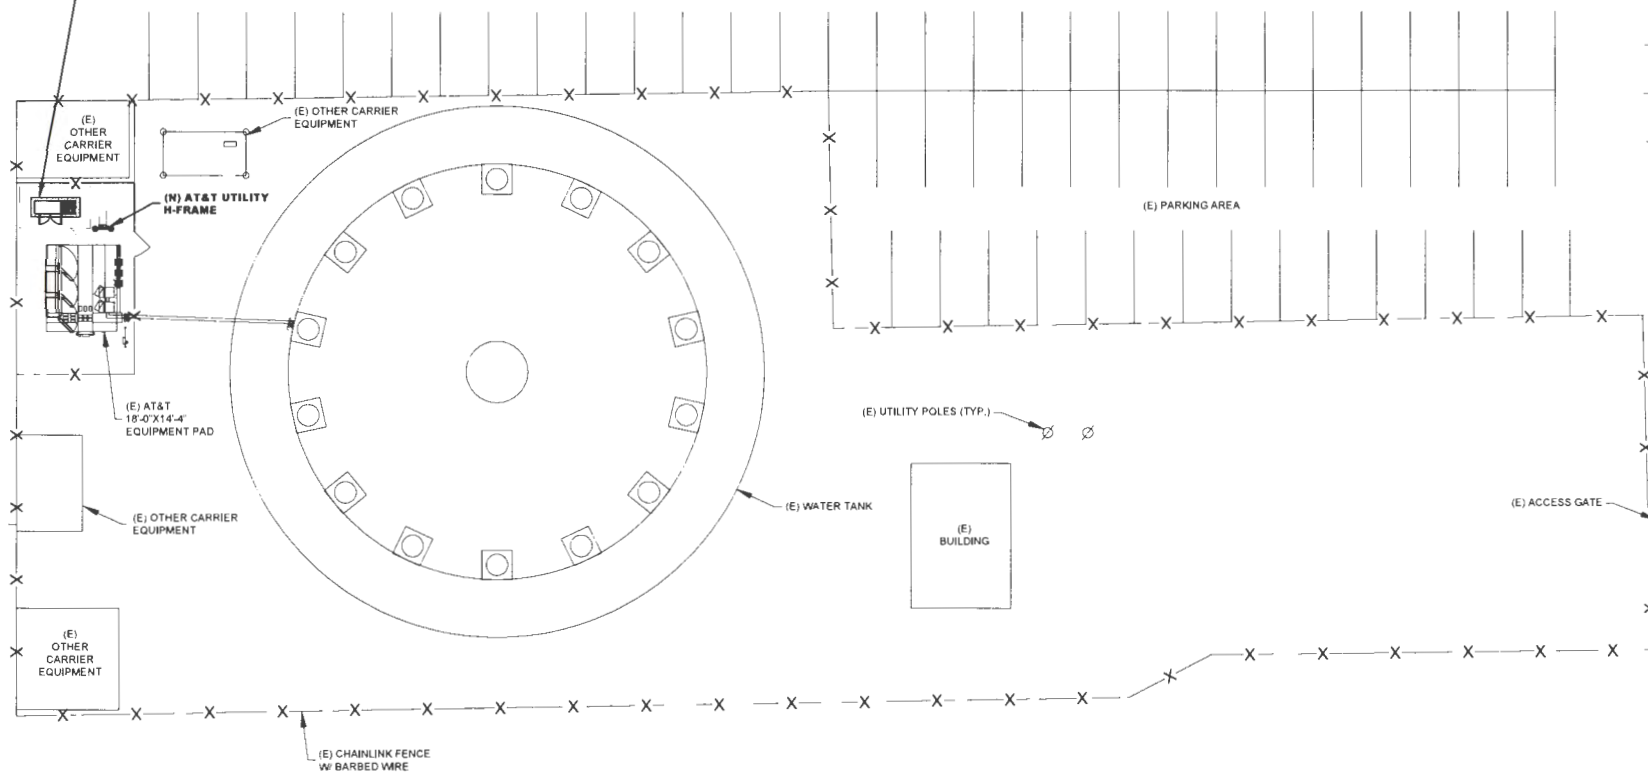 (E)
OTHER
CARRIER
EQUIPMENT
(E) OTHER CARRIER
EQUIPMENT
(N) AT&T UTILITY
H-FRAME
(E) PARKING AREA
(E) AT&T
18'-0"X14'-4"
EQUIPMENT PAD
(E) UTILITY POLES (TYP.)
(E) OTHER CARRIER
EQUIPMENT
(E) WATER TANK
(E)
BUILDING
(E) ACCESS GATE
(E)
OTHER
CARRIER
EQUIPMENT
(E) CHAINLINK FENCE
W/ BARBED WIRE